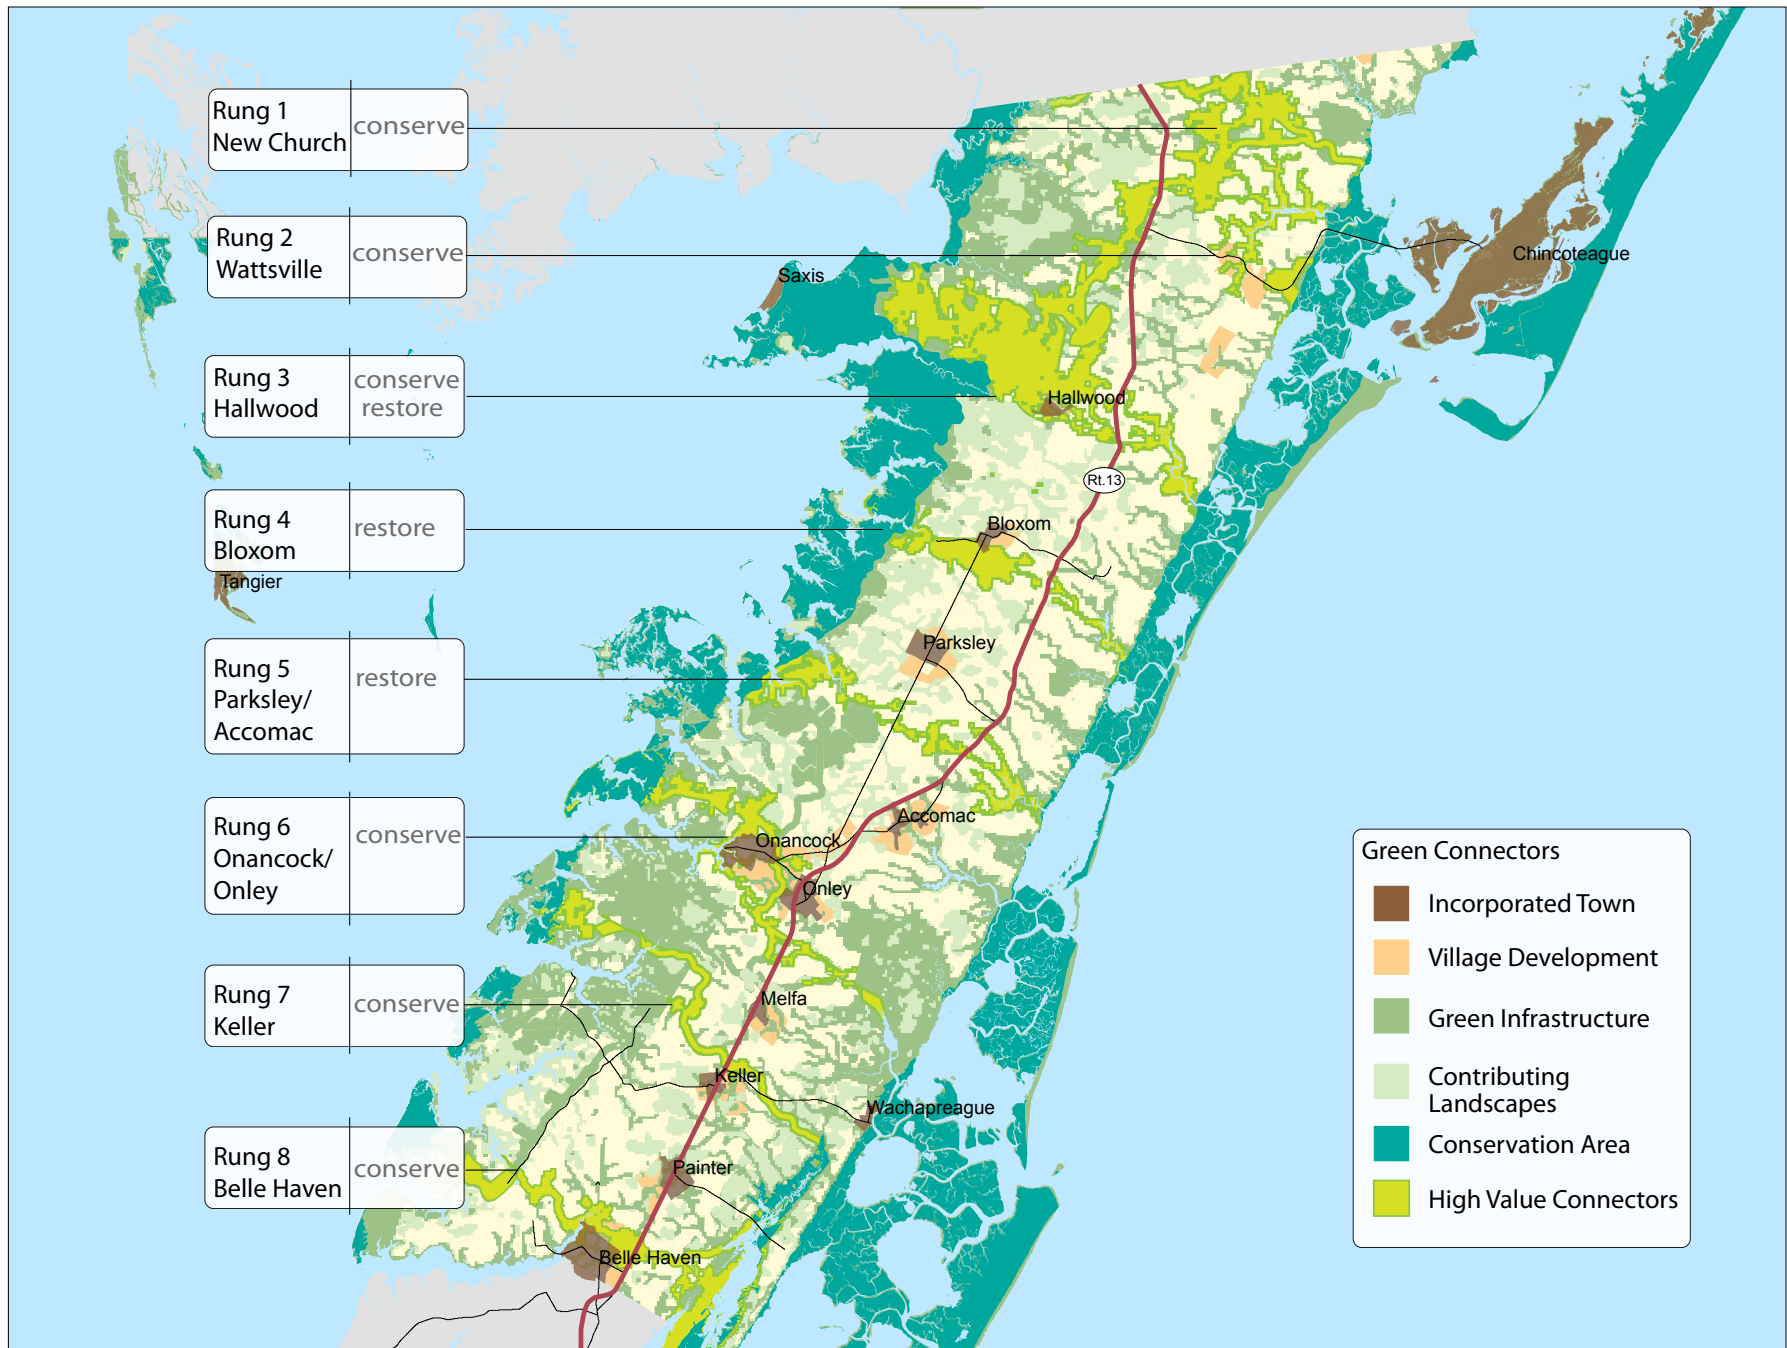 Rung 1
New Church
conserve
Rung 2
Wattsville
conserve
Rung 3
Hallwood
conserve
restore
Rung 4
Bloxom
restore
Rung 5
Parksley/
Accomac
restore
Rung 6
Onancock/
Onley
conserve
Rung 7
Keller
conserve
Rung 8
Belle Haven
conserve
Saxis
Chincoteague
Hallwood
Rt.13
Bloxom
Tangier
Parksley
Accomac
Onancock
Onley
Melfa
Keller
Wachapreague
Painter
Belle Haven
Green Connectors
Incorporated Town
Village Development
Green Infrastructure
Contributing
Landscapes
Conservation Area
High Value Connectors